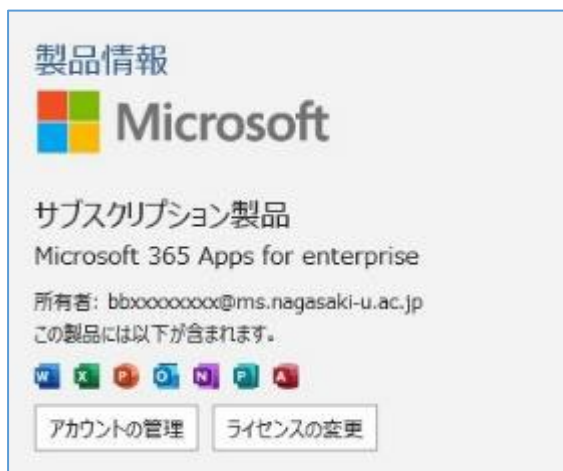 製品情報
Microsoft
サブスクリプション製品
Microsoft 365 Apps for enterprise
所有者: bbxxxxxxxx@ms.nagasaki-u.ac.jp
この製品には以下が含まれます。
W X P O N P A
アカウントの管理 ライセンスの変更